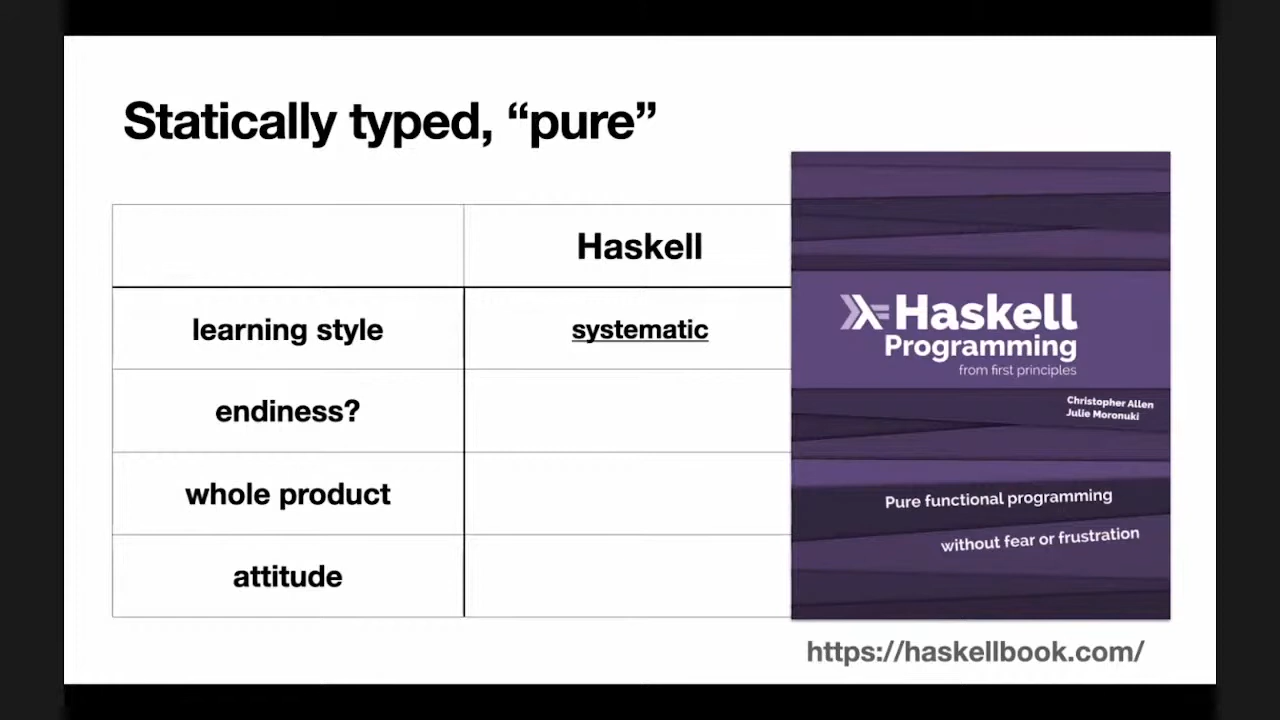 Statically typed, “pure”
Haskell
learning style
systematic
endiness?
whole product
attitude
Haskell
Programming
from first principles
Christopher Allen
Julie Moronuki
Pure functional programming
without fear or frustration
https://haskellbook.com/